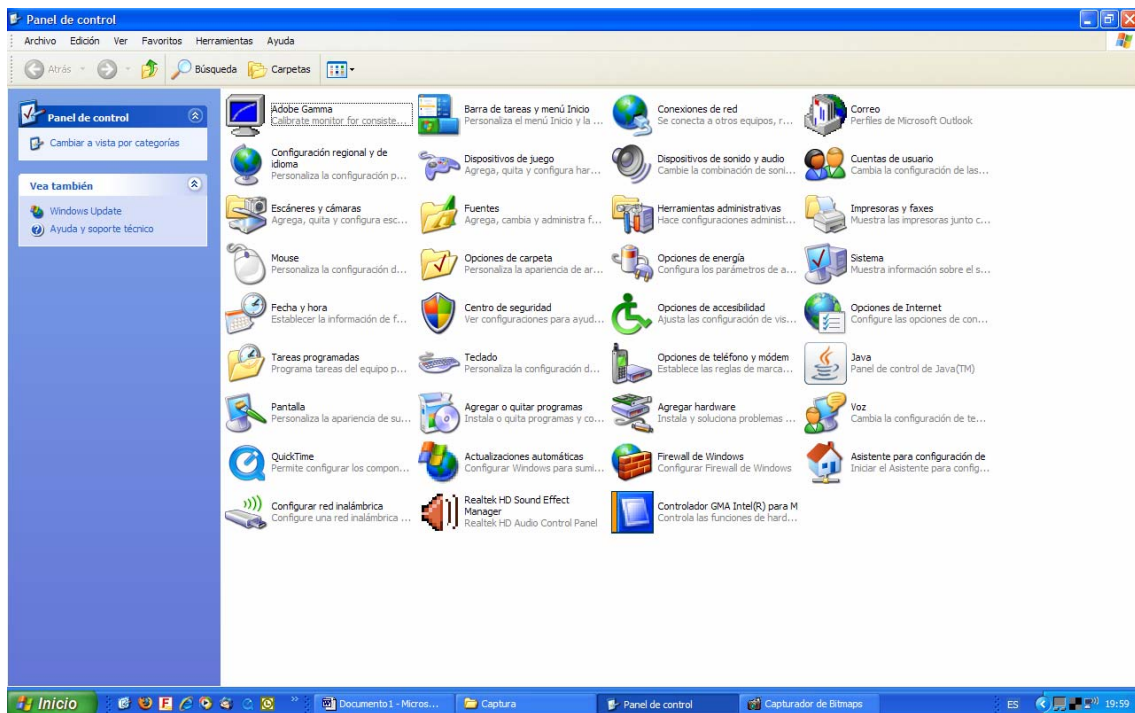 Panel de control
Archivo Edición Ver Favoritos Herramientas Ayuda
Atrás Búsqueda Carpetas
Panel de control
Cambiar a vista por categorías
Vea también
Windows Update
Ayuda y soporte técnico
Adobe Gamma
Calibrate monitor for consiste...
Barra de tareas y menú Inicio
Personaliza el menú Inicio y la ...
Conexiones de red
Se conecta a otros equipos, r...
Correo
Perfiles de Microsoft Outlook
Configuración regional y de
idioma
Personaliza la configuración p...
Dispositivos de juego
Agrega, quita y configura har...
Dispositivos de sonido y audio
Cambie la combinación de soni...
Cuentas de usuario
Cambia la configuración de las...
Escáneres y cámaras
Agrega, quita y configura esc...
Fuentes
Agrega, cambia y administra f...
Herramientas administrativas
Hace configuraciones administ...
Impresoras y faxes
Muestra las impresoras junto c...
Mouse
Personaliza la configuración d...
Opciones de carpeta
Personaliza la apariencia de ar...
Opciones de energía
Configura los parámetros de a...
Sistema
Muestra información sobre el s...
Fecha y hora
Establecer la información de f...
Centro de seguridad
Ver configuraciones para ayud...
Opciones de accesibilidad
Ajusta las configuración de vis...
Opciones de Internet
Configure las opciones de con...
Tareas programadas
Programa tareas del equipo p...
Teclado
Personaliza la configuración d...
Opciones de teléfono y módem
Establece las reglas de marca...
Java
Panel de control de Java(TM)
Pantalla
Personaliza la apariencia de su...
Agregar o quitar programas
Instala o quita programas y co...
Agregar hardware
Instala y soluciona problemas ...
Voz
Cambia la configuración de te...
QuickTime
Permite configurar los compon...
Actualizaciones automáticas
Configurar Windows para sumi...
Firewall de Windows
Configurar Firewall de Windows
Asistente para configuración de
Iniciar el Asistente para config...
Configurar red inalámbrica
Configure una red inalámbrica ...
Realtek HD Sound Effect
Manager
Realtek HD Audio Control Panel
Controlador GMA Intel(R) para M
Controla las funciones de hard...
Inicio Documento1 - Micros... Captura Panel de control Capturador de Bitmaps ES 19:59